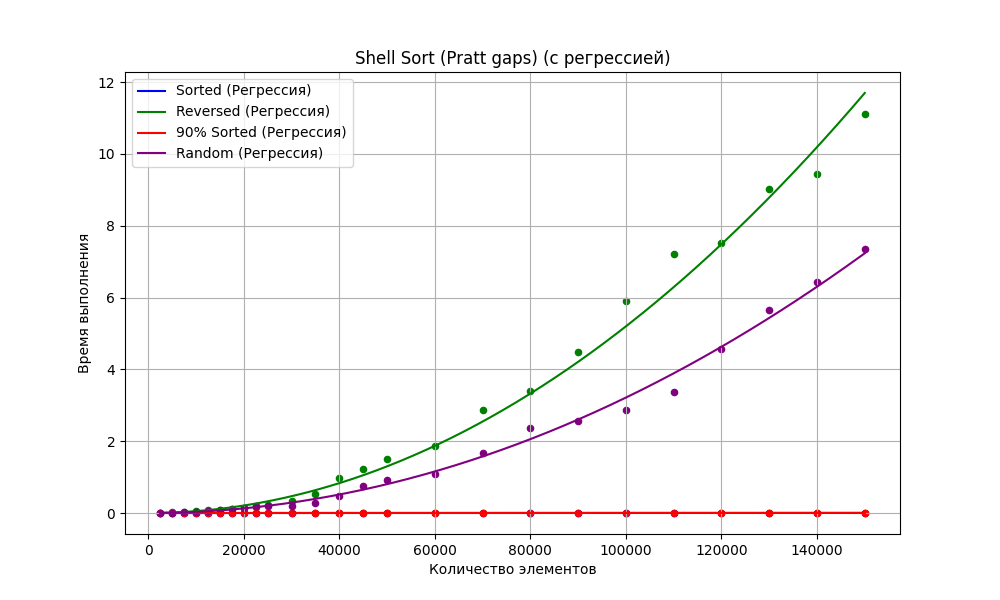 Shell Sort (Pratt gaps) (с регрессией)
Sorted (Регрессия)
Reversed (Регрессия)
90% Sorted (Регрессия)
Random (Регрессия)
Время выполнения
12
10
8
6
4
2
0
0 20000 40000 60000 80000 100000 120000 140000
Количество элементов